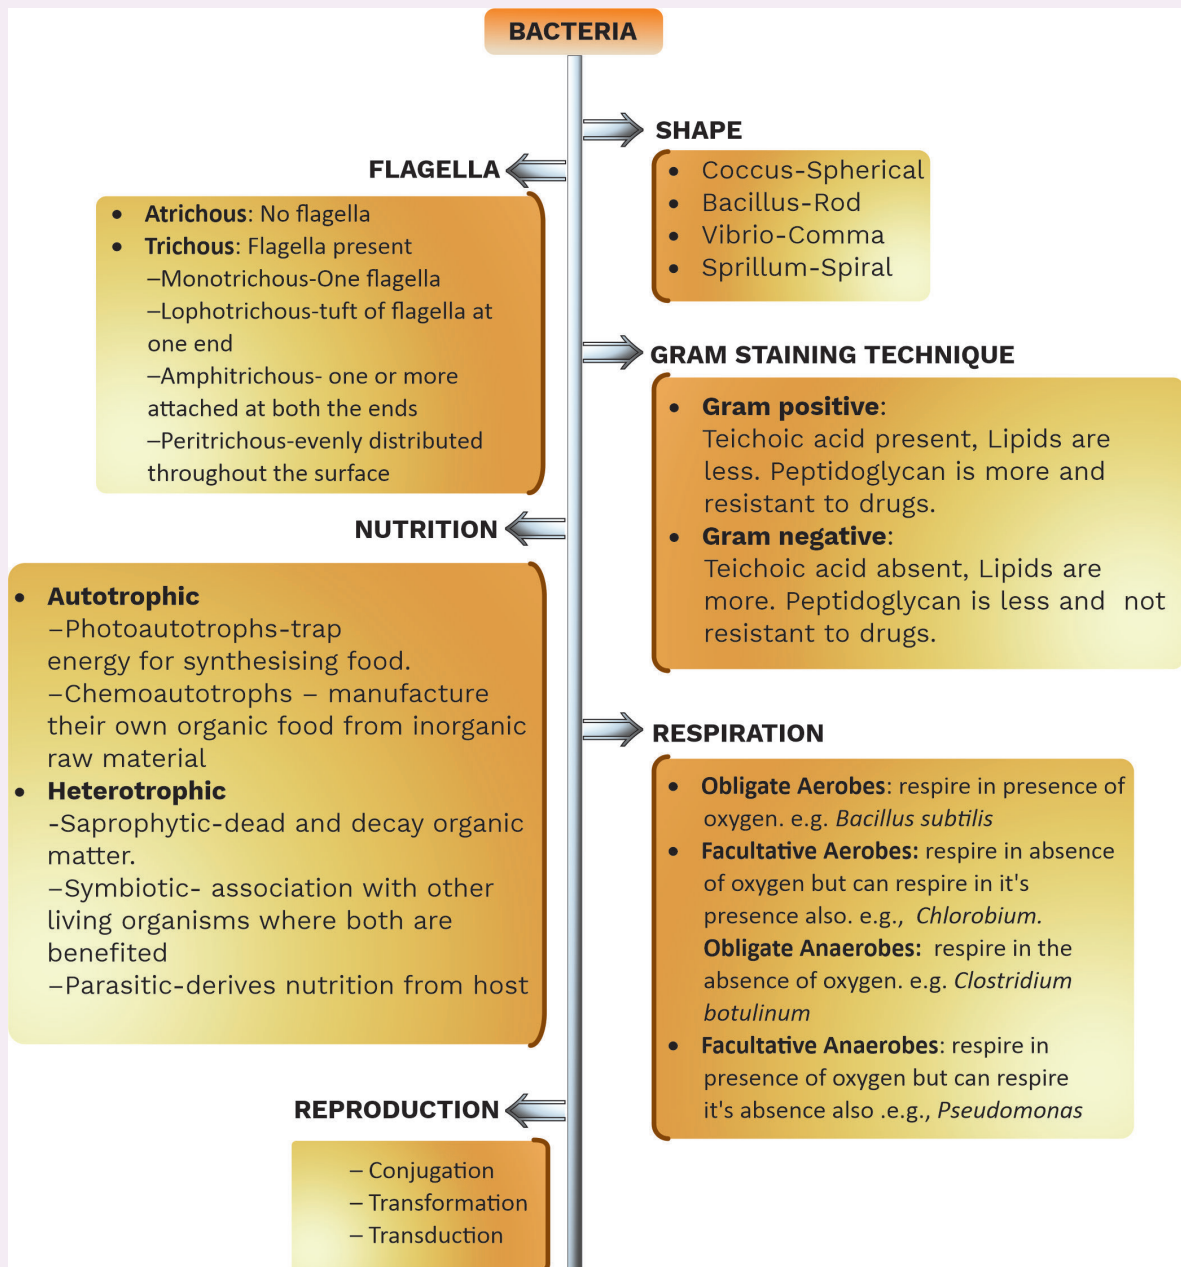 BACTERIA
SHAPE
• Coccus-Spherical
• Bacillus-Rod
• Vibrio-Comma
• Sprillum-Spiral
FLAGELLA
• Atrichous: No flagella
• Trichous: Flagella present
–Monotrichous-One flagella
–Lophotrichous-tuft of flagella at
one end
–Amphitrichous- one or more
attached at both the ends
–Peritrichous-evenly distributed
throughout the surface
GRAM STAINING TECHNIQUE
• Gram positive:
Teichoic acid present, Lipids are
less. Peptidoglycan is more and
resistant to drugs.
• Gram negative:
Teichoic acid absent, Lipids are
more. Peptidoglycan is less and not
resistant to drugs.
NUTRITION
• Autotrophic
–Photoautotrophs-trap
energy for synthesising food.
–Chemoautotrophs – manufacture
their own organic food from inorganic
raw material
• Heterotrophic
-Saprophytic-dead and decay organic
matter.
–Symbiotic- association with other
living organisms where both are
benefited
–Parasitic-derives nutrition from host
RESPIRATION
• Obligate Aerobes: respire in presence of
oxygen. e.g. Bacillus subtilis
• Facultative Aerobes: respire in absence
of oxygen but can respire in it's
presence also. e.g., Chlorobium.
Obligate Anaerobes: respire in the
absence of oxygen. e.g. Clostridium
botulinum
• Facultative Anaerobes: respire in
presence of oxygen but can respire
it's absence also .e.g., Pseudomonas
REPRODUCTION
– Conjugation
– Transformation
– Transduction